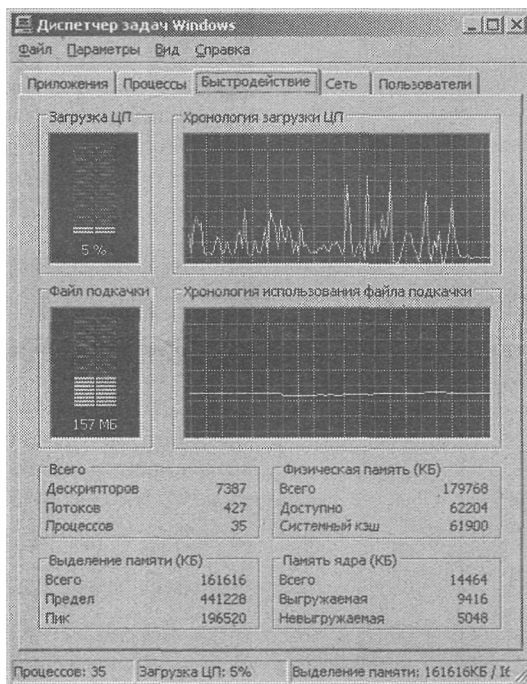 Диспетчер задач Windows
Файл Параметры Вид Справка
Приложения Процессы Быстродействие Сеть Пользователи
Загрузка ЦП
Хронология загрузки ЦП
5 %
Файл подкачки
Хронология использования файла подкачки
157 МБ
Всего
Дескрипторов 7387
Потоков 427
Процессов 35
Физическая память (КБ)
Всего 179768
Доступно 62204
Системный кэш 61900
Выделение памяти (КБ)
Всего 161616
Предел 441228
Пик 196520
Память ядра (КБ)
Всего 14464
Выгружаемая 9416
Невыгружаемая 5048
Процессов: 35 Загрузка ЦП: 5% Выделение памяти: 161616КБ /